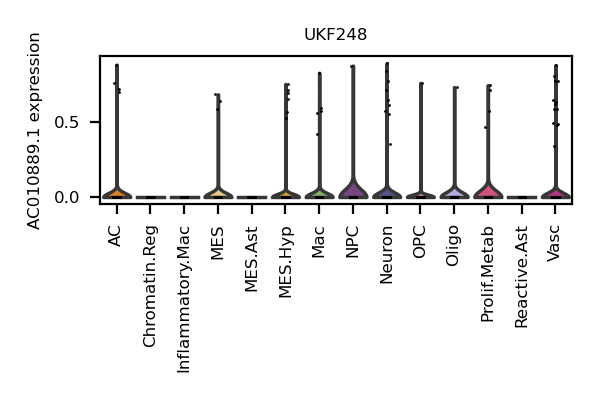 UKF248
AC010889.1 expression
0.5
0.0
AC
Chromatin.Reg
Inflammatory.Mac
MES
MES.Ast
MES.Hyp
Mac
NPC
Neuron
OPC
Oligo
Prolif.Metab
Reactive.Ast
Vasc